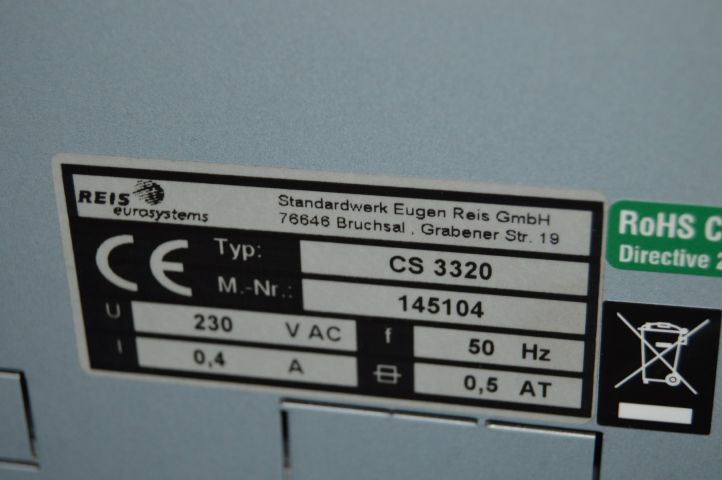 REIS
eurosystems
Standardwerk Eugen Reis GmbH
76646 Bruchsal , Grabener Str. 19
CE
Typ: CS 3320
M.-Nr.: 145104
U 230 V AC f 50 Hz
I 0,4 A 0,5 AT
RoHS C
Directive 2